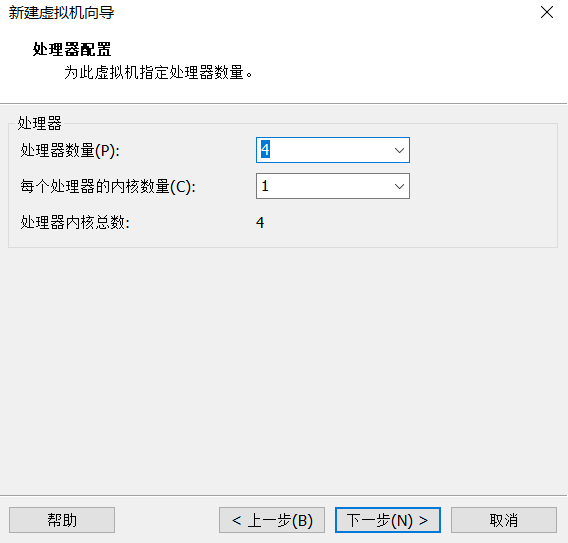 新建虚拟机向导
处理器配置
为此虚拟机指定处理器数量。
处理器
处理器数量(P): 4
每个处理器的内核数量(C): 1
处理器内核总数: 4
帮助 < 上一步(B) 下一步(N) > 取消